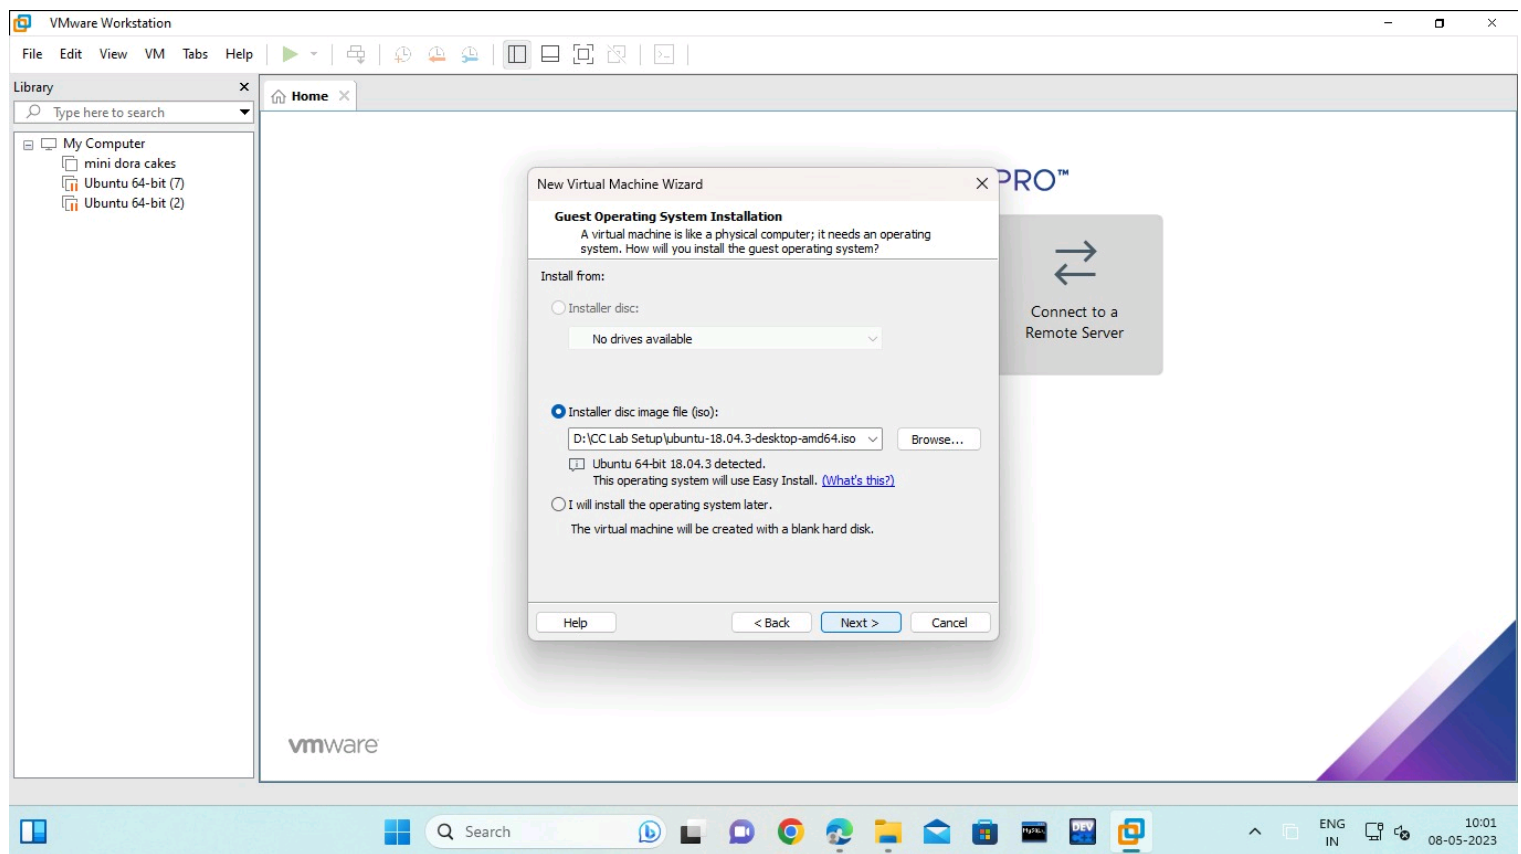 VMware Workstation
File Edit View VM Tabs Help
Library
Type here to search
My Computer
mini dora cakes
Ubuntu 64-bit (7)
Ubuntu 64-bit (2)
Home
PRO™
New Virtual Machine Wizard
Guest Operating System Installation
A virtual machine is like a physical computer; it needs an operating
system. How will you install the guest operating system?
Install from:
Installer disc:
No drives available
Installer disc image file (iso):
D:\CC Lab Setup\ubuntu-18.04.3-desktop-amd64.iso
Browse...
Ubuntu 64-bit 18.04.3 detected.
This operating system will use Easy Install. (What's this?)
I will install the operating system later.
The virtual machine will be created with a blank hard disk.
Help < Back Next > Cancel
Connect to a
Remote Server
vmware
Search
DEV
ENG
IN
10:01
08-05-2023